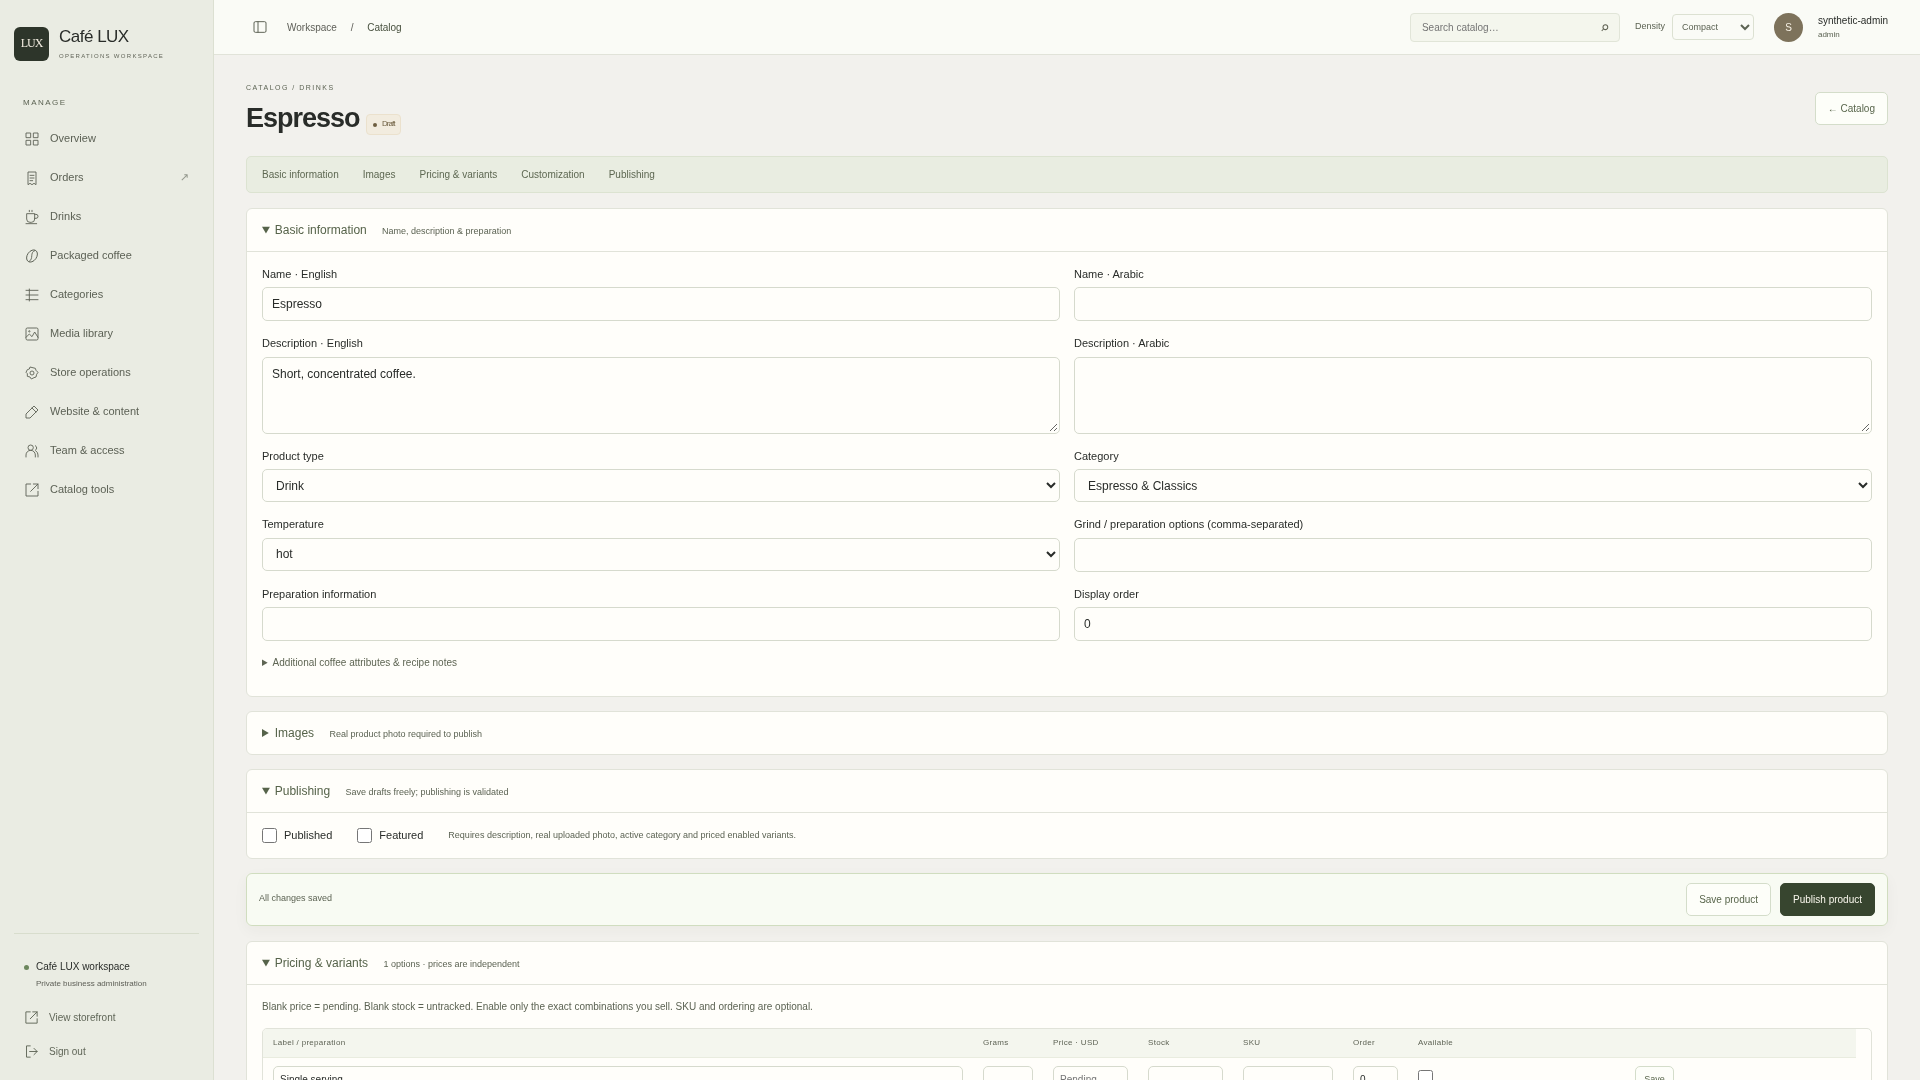 LUX
Café LUX
OPERATIONS WORKSPACE
MANAGE
Overview
Orders ↗
Drinks
Packaged coffee
Categories
Media library
Store operations
Website & content
Team & access
Catalog tools
Café LUX workspace
Private business administration
View storefront
Sign out
Workspace / Catalog
Search catalog…
Density Compact
S
synthetic-admin
admin
CATALOG / DRINKS
Espresso Draft
← Catalog
Basic information Images Pricing & variants Customization Publishing
Basic information Name, description & preparation
Name · English Name · Arabic
Espresso
Description · English Description · Arabic
Short, concentrated coffee.
Product type Category
Drink Espresso & Classics
Temperature Grind / preparation options (comma-separated)
hot
Preparation information Display order
0
Additional coffee attributes & recipe notes
Images Real product photo required to publish
Publishing Save drafts freely; publishing is validated
Published Featured Requires description, real uploaded photo, active category and priced enabled variants.
All changes saved Save product Publish product
Pricing & variants 1 options · prices are independent
Blank price = pending. Blank stock = untracked. Enable only the exact combinations you sell. SKU and ordering are optional.
Label / preparation Grams Price · USD Stock SKU Order Available
Single serving Pending 0 Save